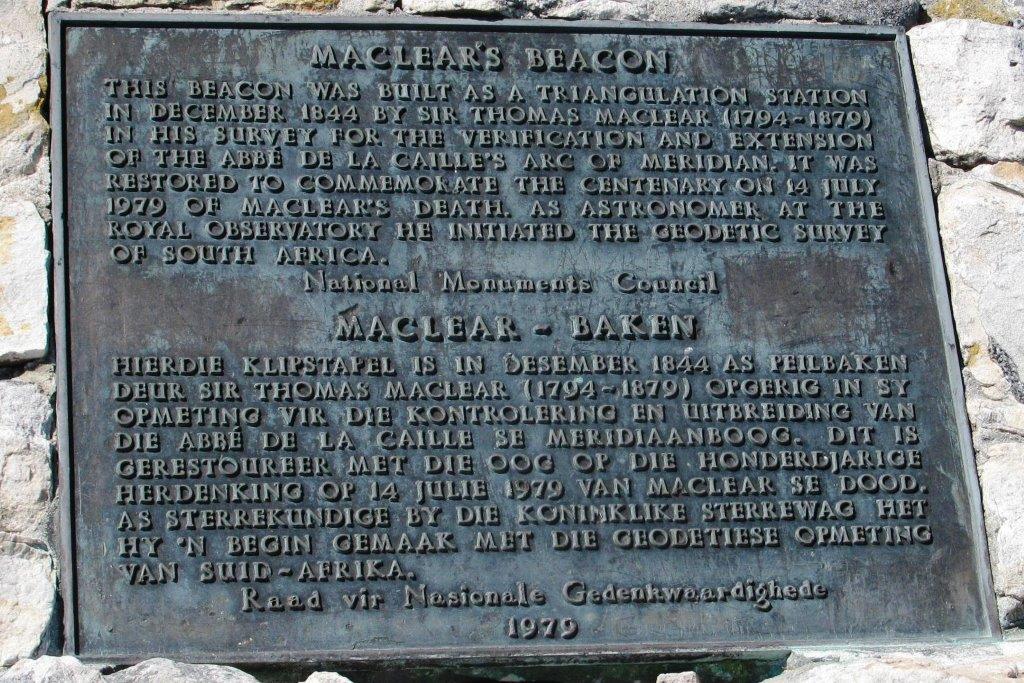 MACLEAR'S BEACON
THIS BEACON WAS BUILT AS A TRIANGULATION STATION
IN DECEMBER 1844 BY SIR THOMAS MACLEAR (1794~1879)
IN HIS SURVEY FOR THE VERIFICATION AND EXTENSION
OF THE ABBÉ DE LA CAILLE'S ARC OF MERIDIAN. IT WAS
RESTORED TO COMMEMORATE THE CENTENARY ON 14 JULY
1979 OF MACLEAR'S DEATH. AS ASTRONOMER AT THE
ROYAL OBSERVATORY HE INITIATED THE GEODETIC SURVEY
OF SOUTH AFRICA.
National Monuments Council
MACLEAR ~ BAKEN
HIERDIE KLIPSTAPEL IS IN DESEMBER 1844 AS PEILBAKEN
DEUR SIR THOMAS MACLEAR (1794~1879) OPGERIG IN SY
OPMETING VIR DIE KONTROLERING EN UITBREIDING VAN
DIE ABBÉ DE LA CAILLE SE MERIDIAANBOOG. DIT IS
GERESTOUREER MET DIE OOG OP DIE HONDERDJARIGE
HERDENKING OP 14 JULIE 1979 VAN MACLEAR SE DOOD.
AS STERREKUNDIGE BY DIE KONINKLIKE STERREWAG HET
HY 'N BEGIN GEMAAK MET DIE GEODETIESE OPMETING
VAN SUID~AFRIKA.
Raad vir Nasionale Gedenkwaardighede
1979